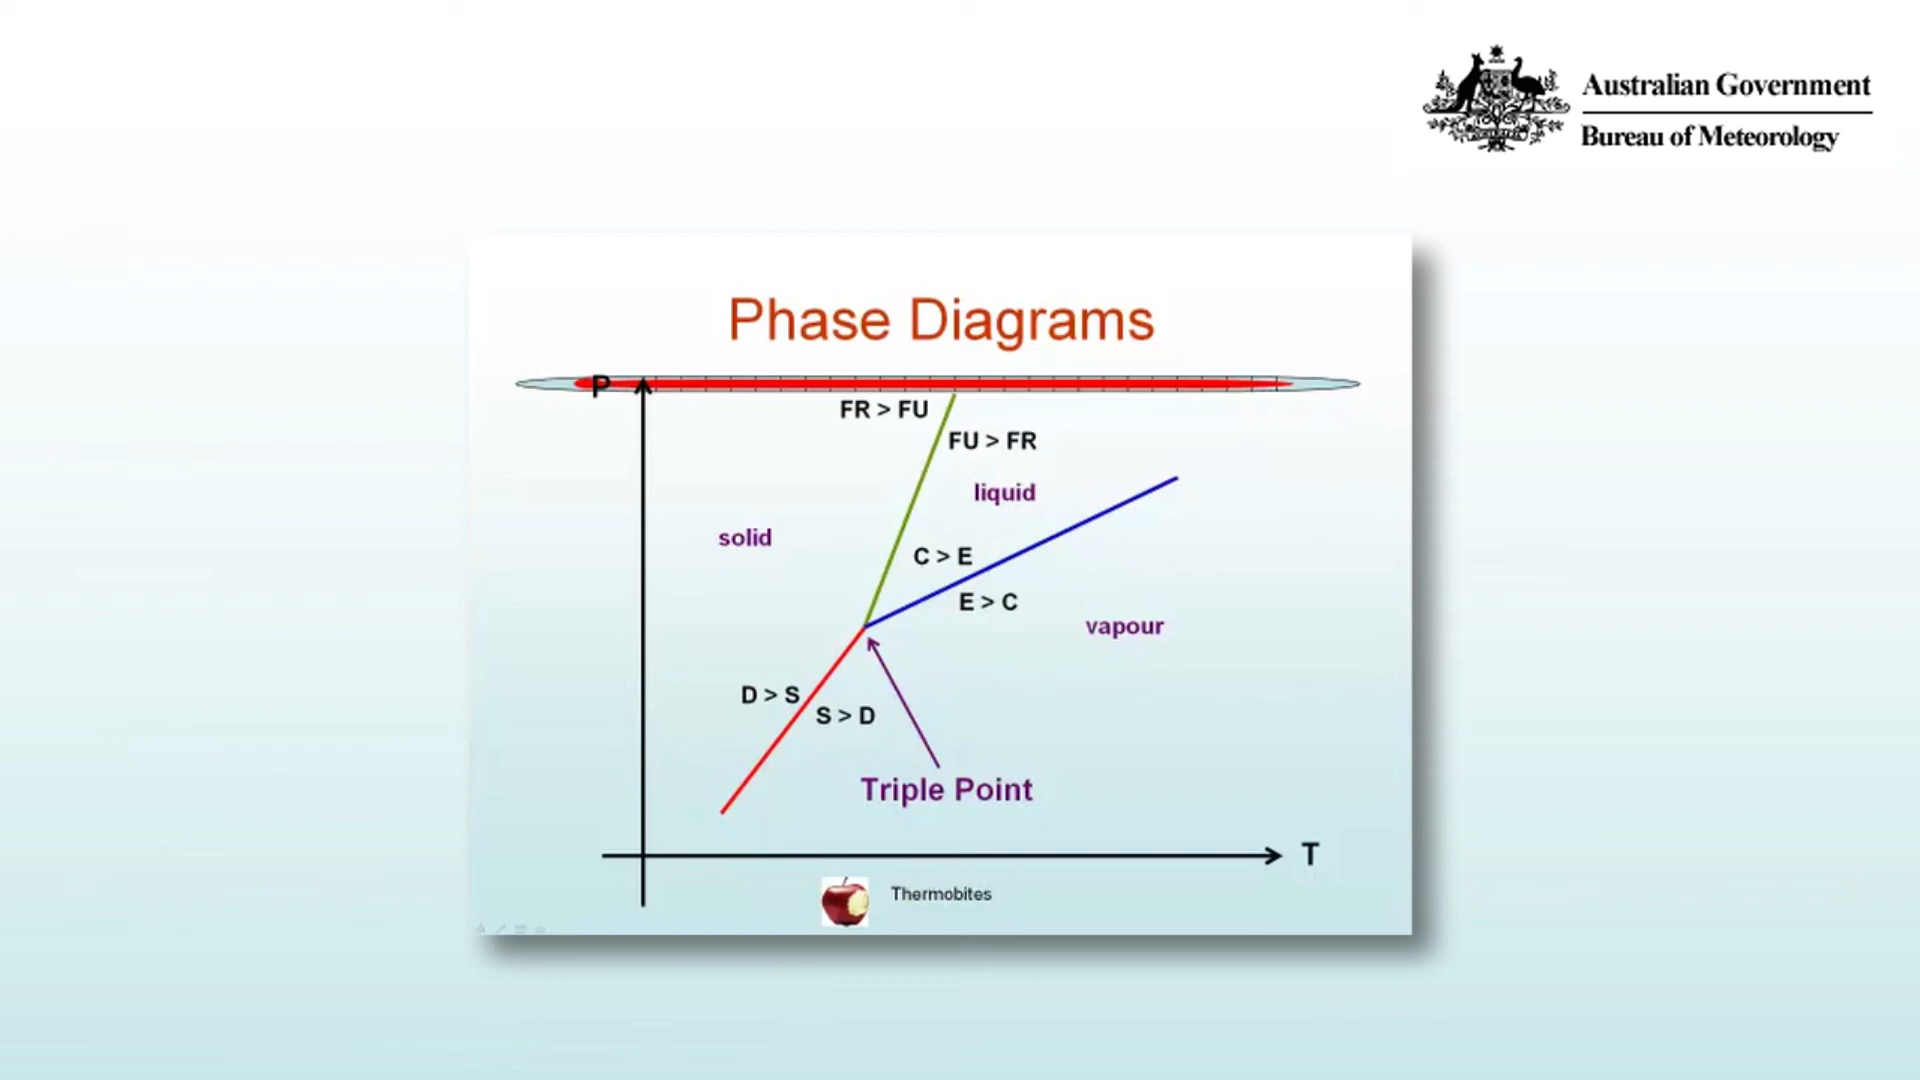 Australian Government
Bureau of Meteorology
Phase Diagrams
P
FR > FU
FU > FR
liquid
solid
C > E
E > C
vapour
D > S
S > D
Triple Point
T
Thermobites